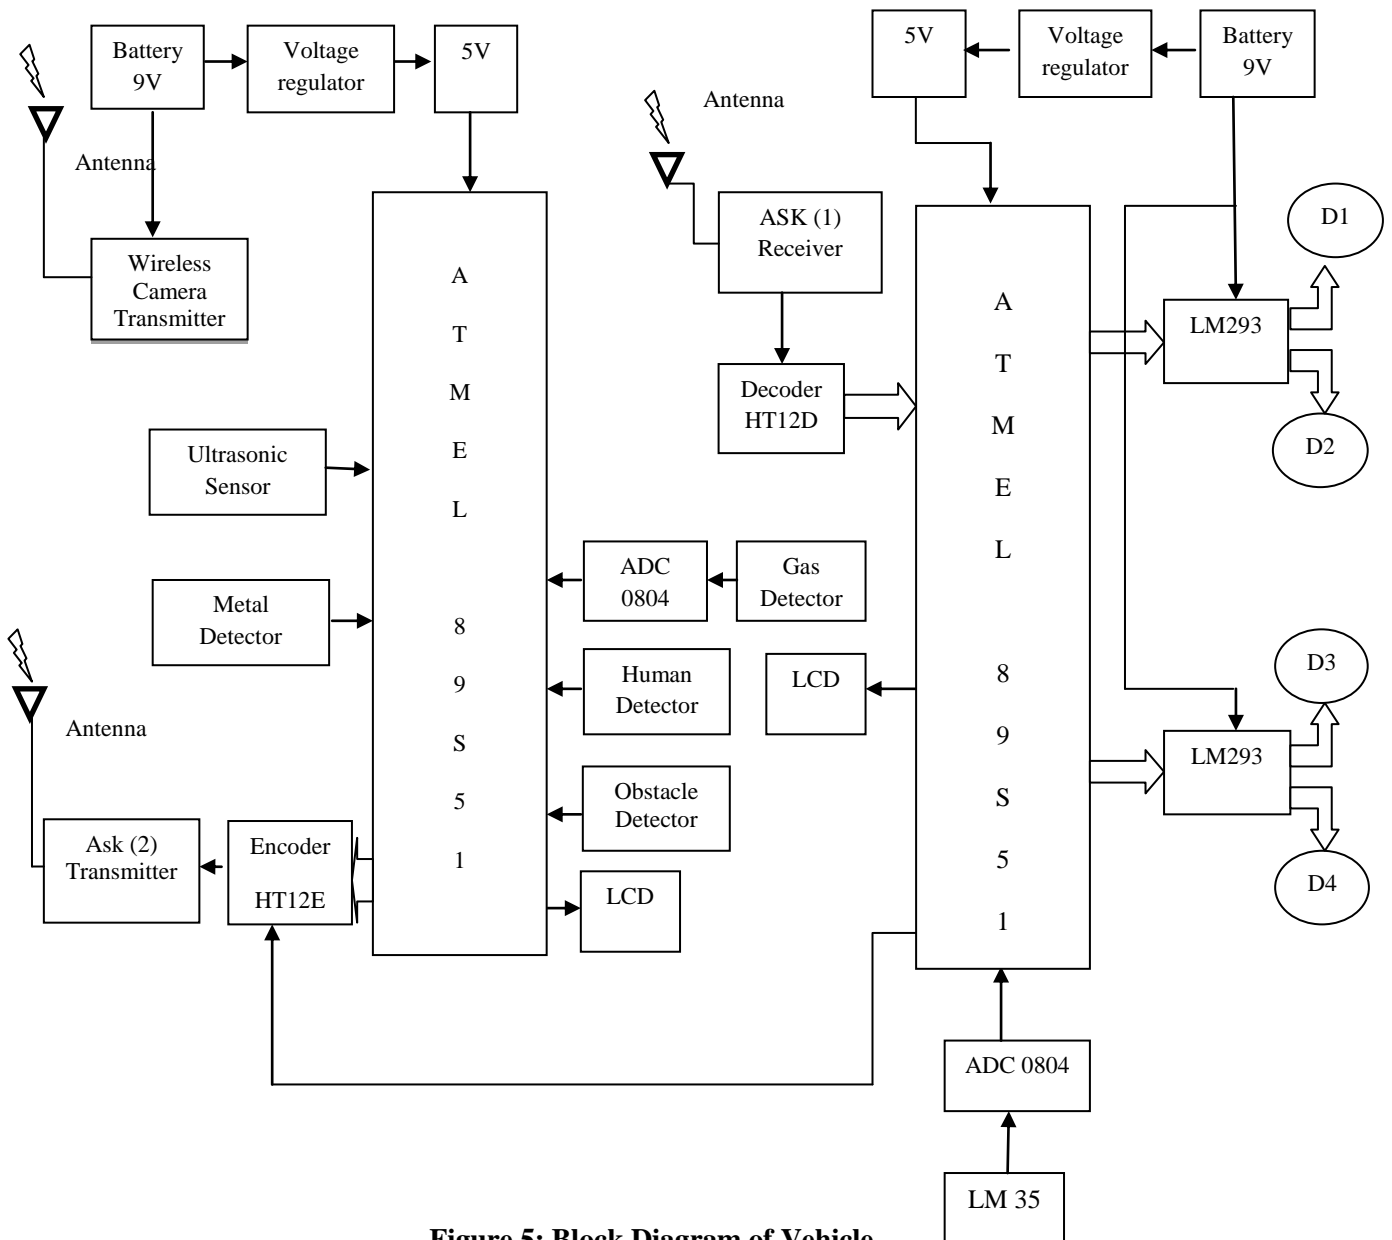 Battery
9V
Voltage
regulator
5V
5V
Voltage
regulator
Battery
9V
Antenna
Antenna
Wireless
Camera
Transmitter
ASK (1)
Receiver
D1
A
T
M
E
L
8
9
S
5
1
A
T
M
E
L
8
9
S
5
1
LM293
Decoder
HT12D
D2
Ultrasonic
Sensor
ADC
0804
Gas
Detector
Metal
Detector
Human
Detector
LCD
D3
Antenna
LM293
Obstacle
Detector
Ask (2)
Transmitter
Encoder
HT12E
LCD
D4
ADC 0804
LM 35
Figure 5: Block Diagram of Vehicle